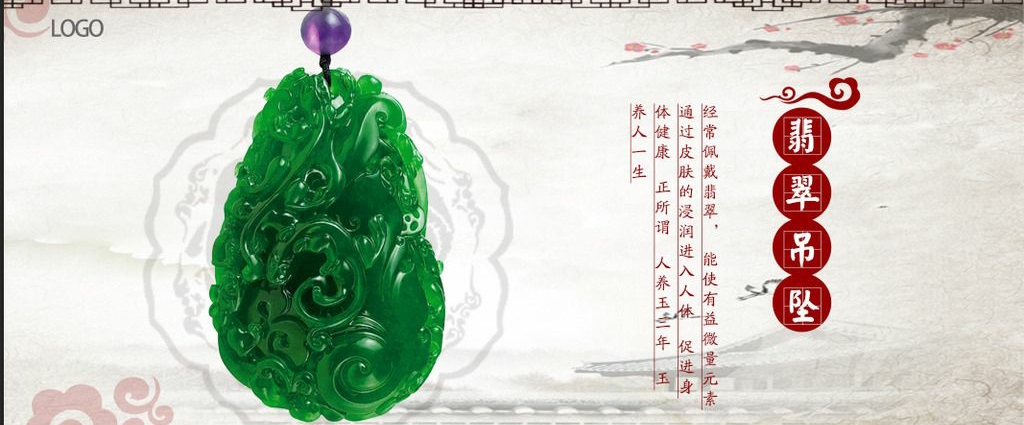 LOGO
翡翠吊坠
经常佩戴翡翠，能使有益微量元素
通过皮肤的浸润进入人体 促进身
体健康 正所谓 人养玉三年 玉
养人一生